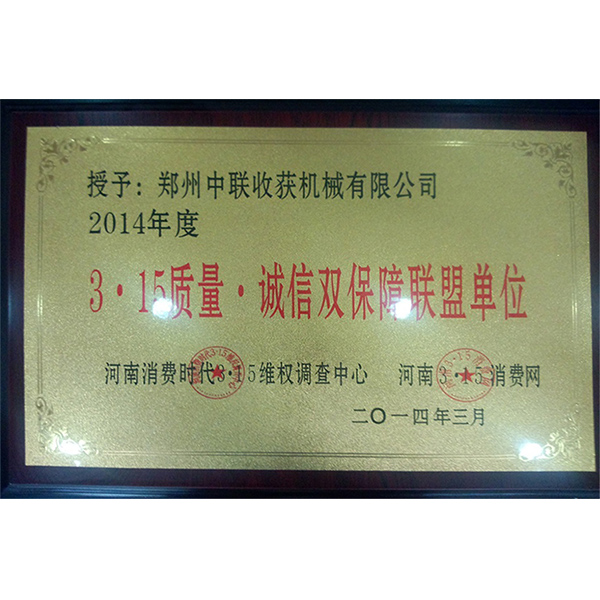 授予：郑州中联收获机械有限公司
2014年度
3·15质量·诚信双保障联盟单位
河南消费时代3·15维权调查中心 河南3·15消费网
二〇一四年三月